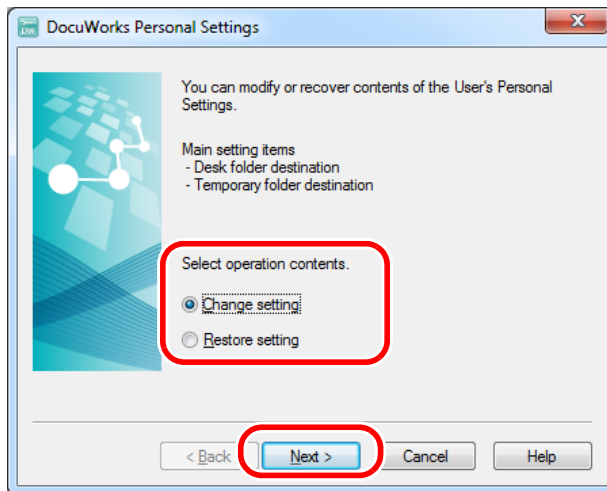 DocuWorks Personal Settings
You can modify or recover contents of the User's Personal
Settings.
Main setting items
- Desk folder destination
- Temporary folder destination
Select operation contents.
Change setting
Restore setting
< Back Next > Cancel Help